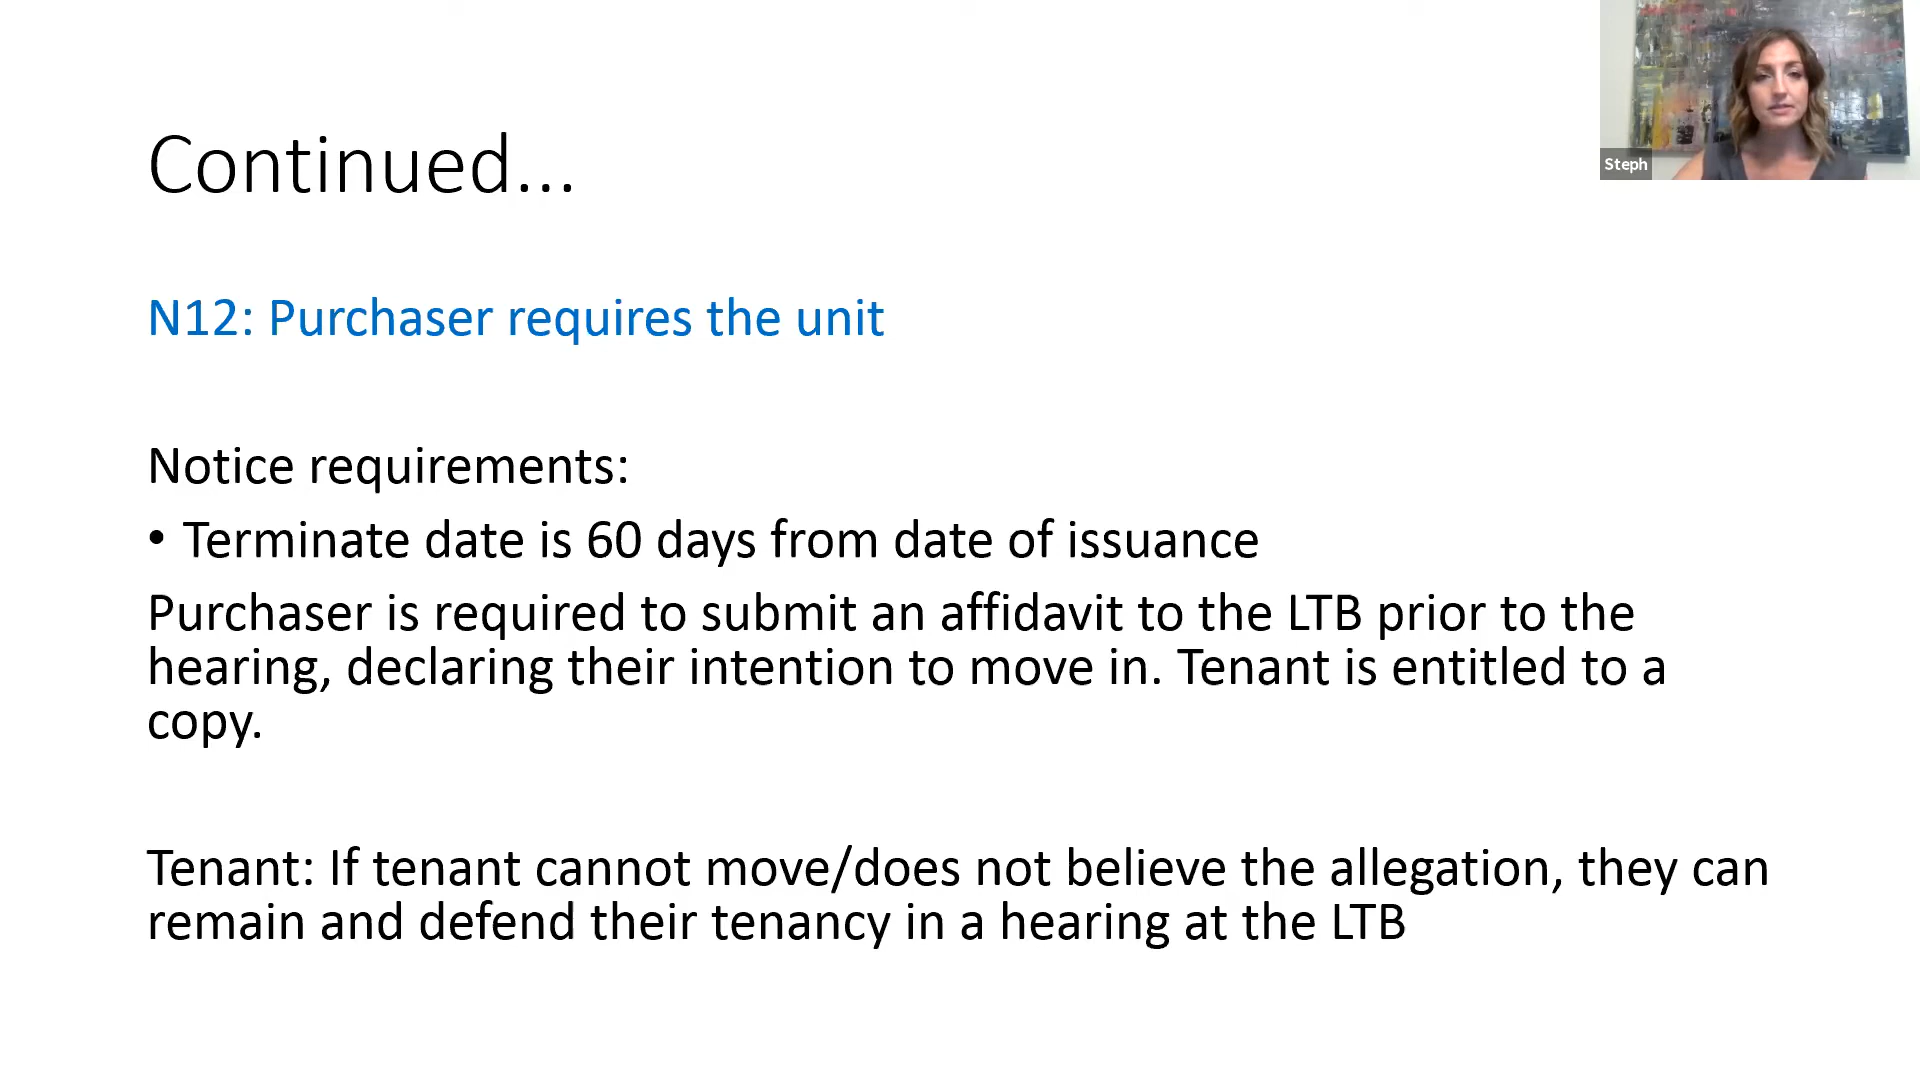 Continued...
Steph
N12: Purchaser requires the unit
Notice requirements:
• Terminate date is 60 days from date of issuance
Purchaser is required to submit an affidavit to the LTB prior to the
hearing, declaring their intention to move in. Tenant is entitled to a
copy.
Tenant: If tenant cannot move/does not believe the allegation, they can
remain and defend their tenancy in a hearing at the LTB